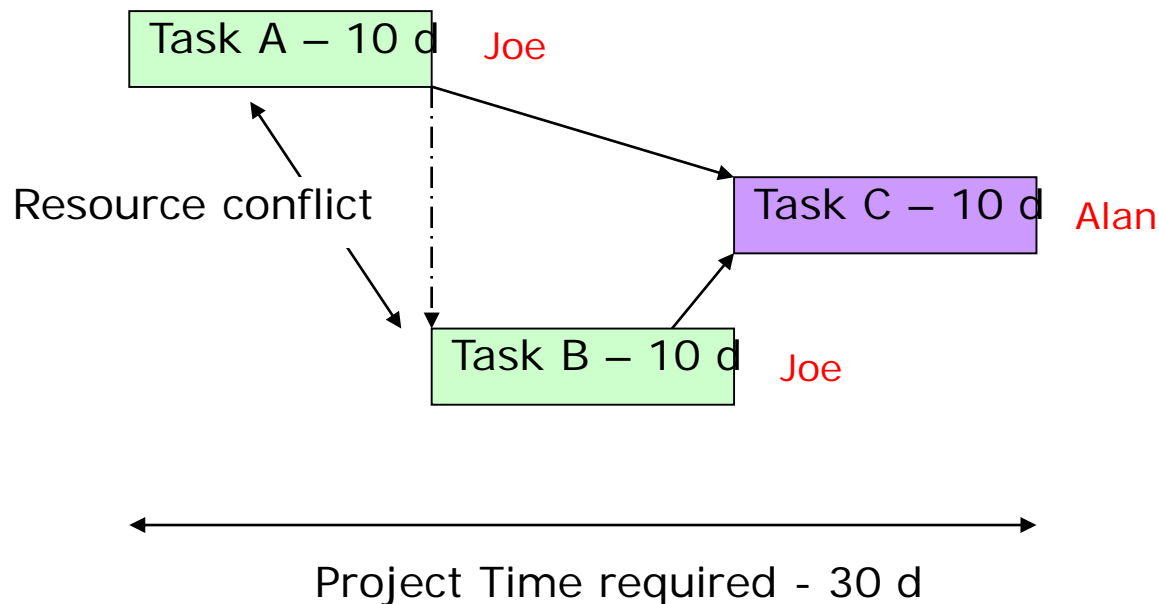 Task A – 10 d
Joe
Resource conflict
Task C – 10 d
Alan
Task B – 10 d
Joe
Project Time required - 30 d